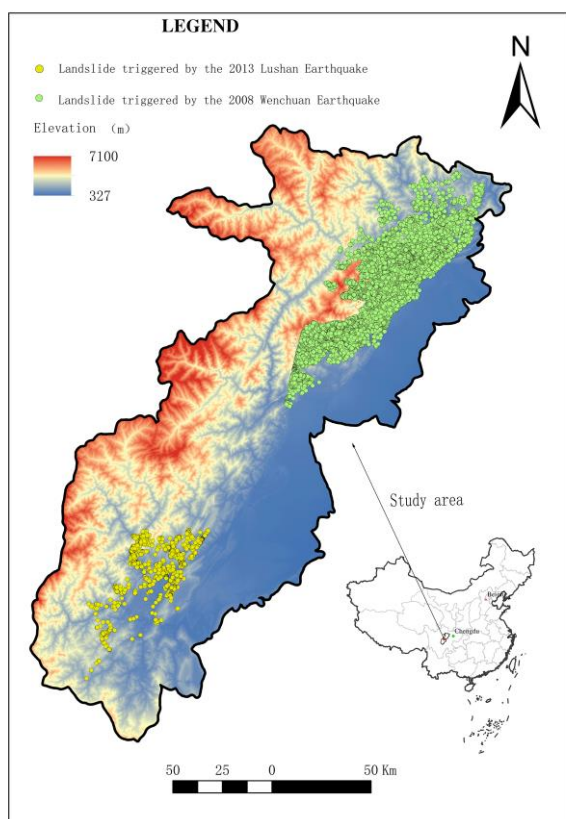 LEGEND
N
Landslide triggered by the 2013 Lushan Earthquake
Landslide triggered by the 2008 Wenchuan Earthquake
Elevation （m）
7100
327
Study area
Beijing
Chengdu
50 25 0 50 Km